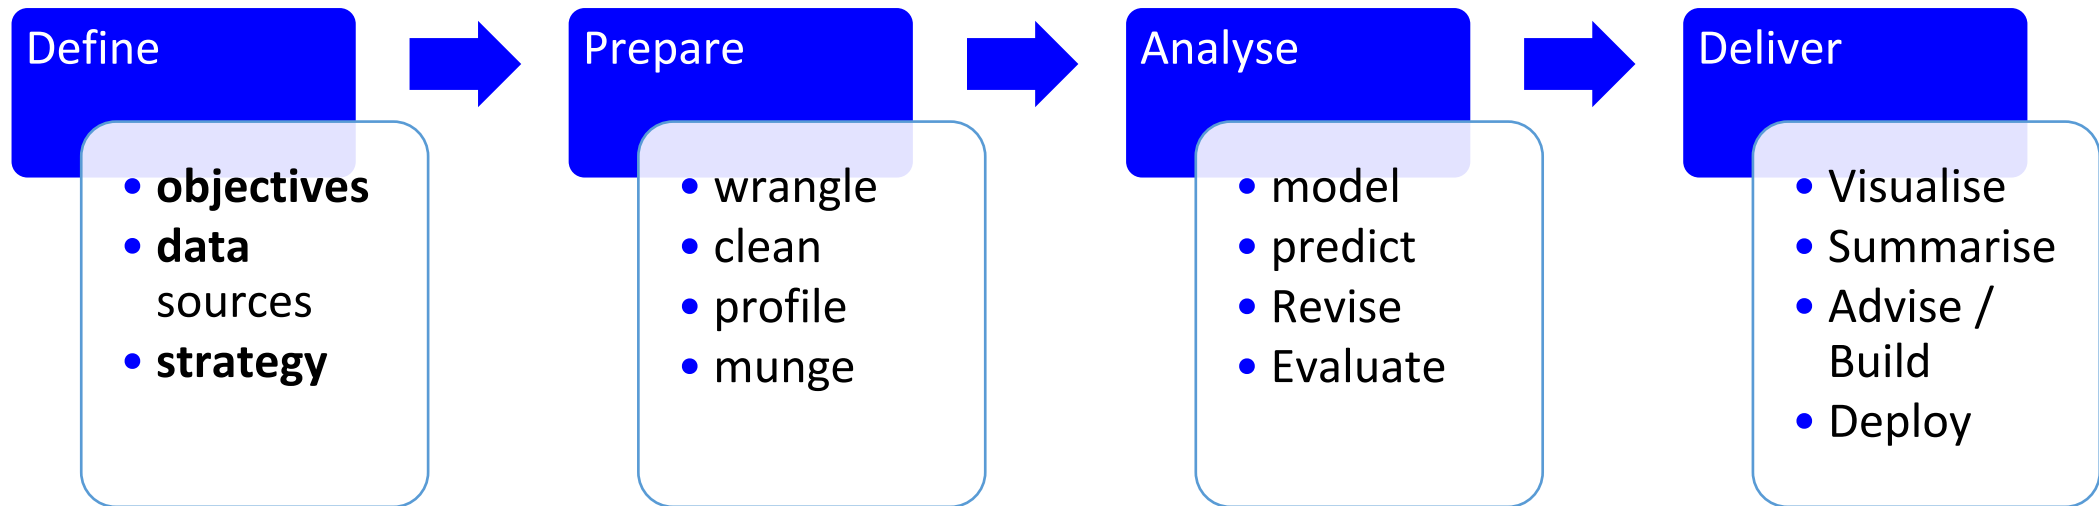 Define
• objectives
• data
sources
• strategy
Prepare
• wrangle
• clean
• profile
• munge
Analyse
• model
• predict
• Revise
• Evaluate
Deliver
• Visualise
• Summarise
• Advise /
Build
• Deploy